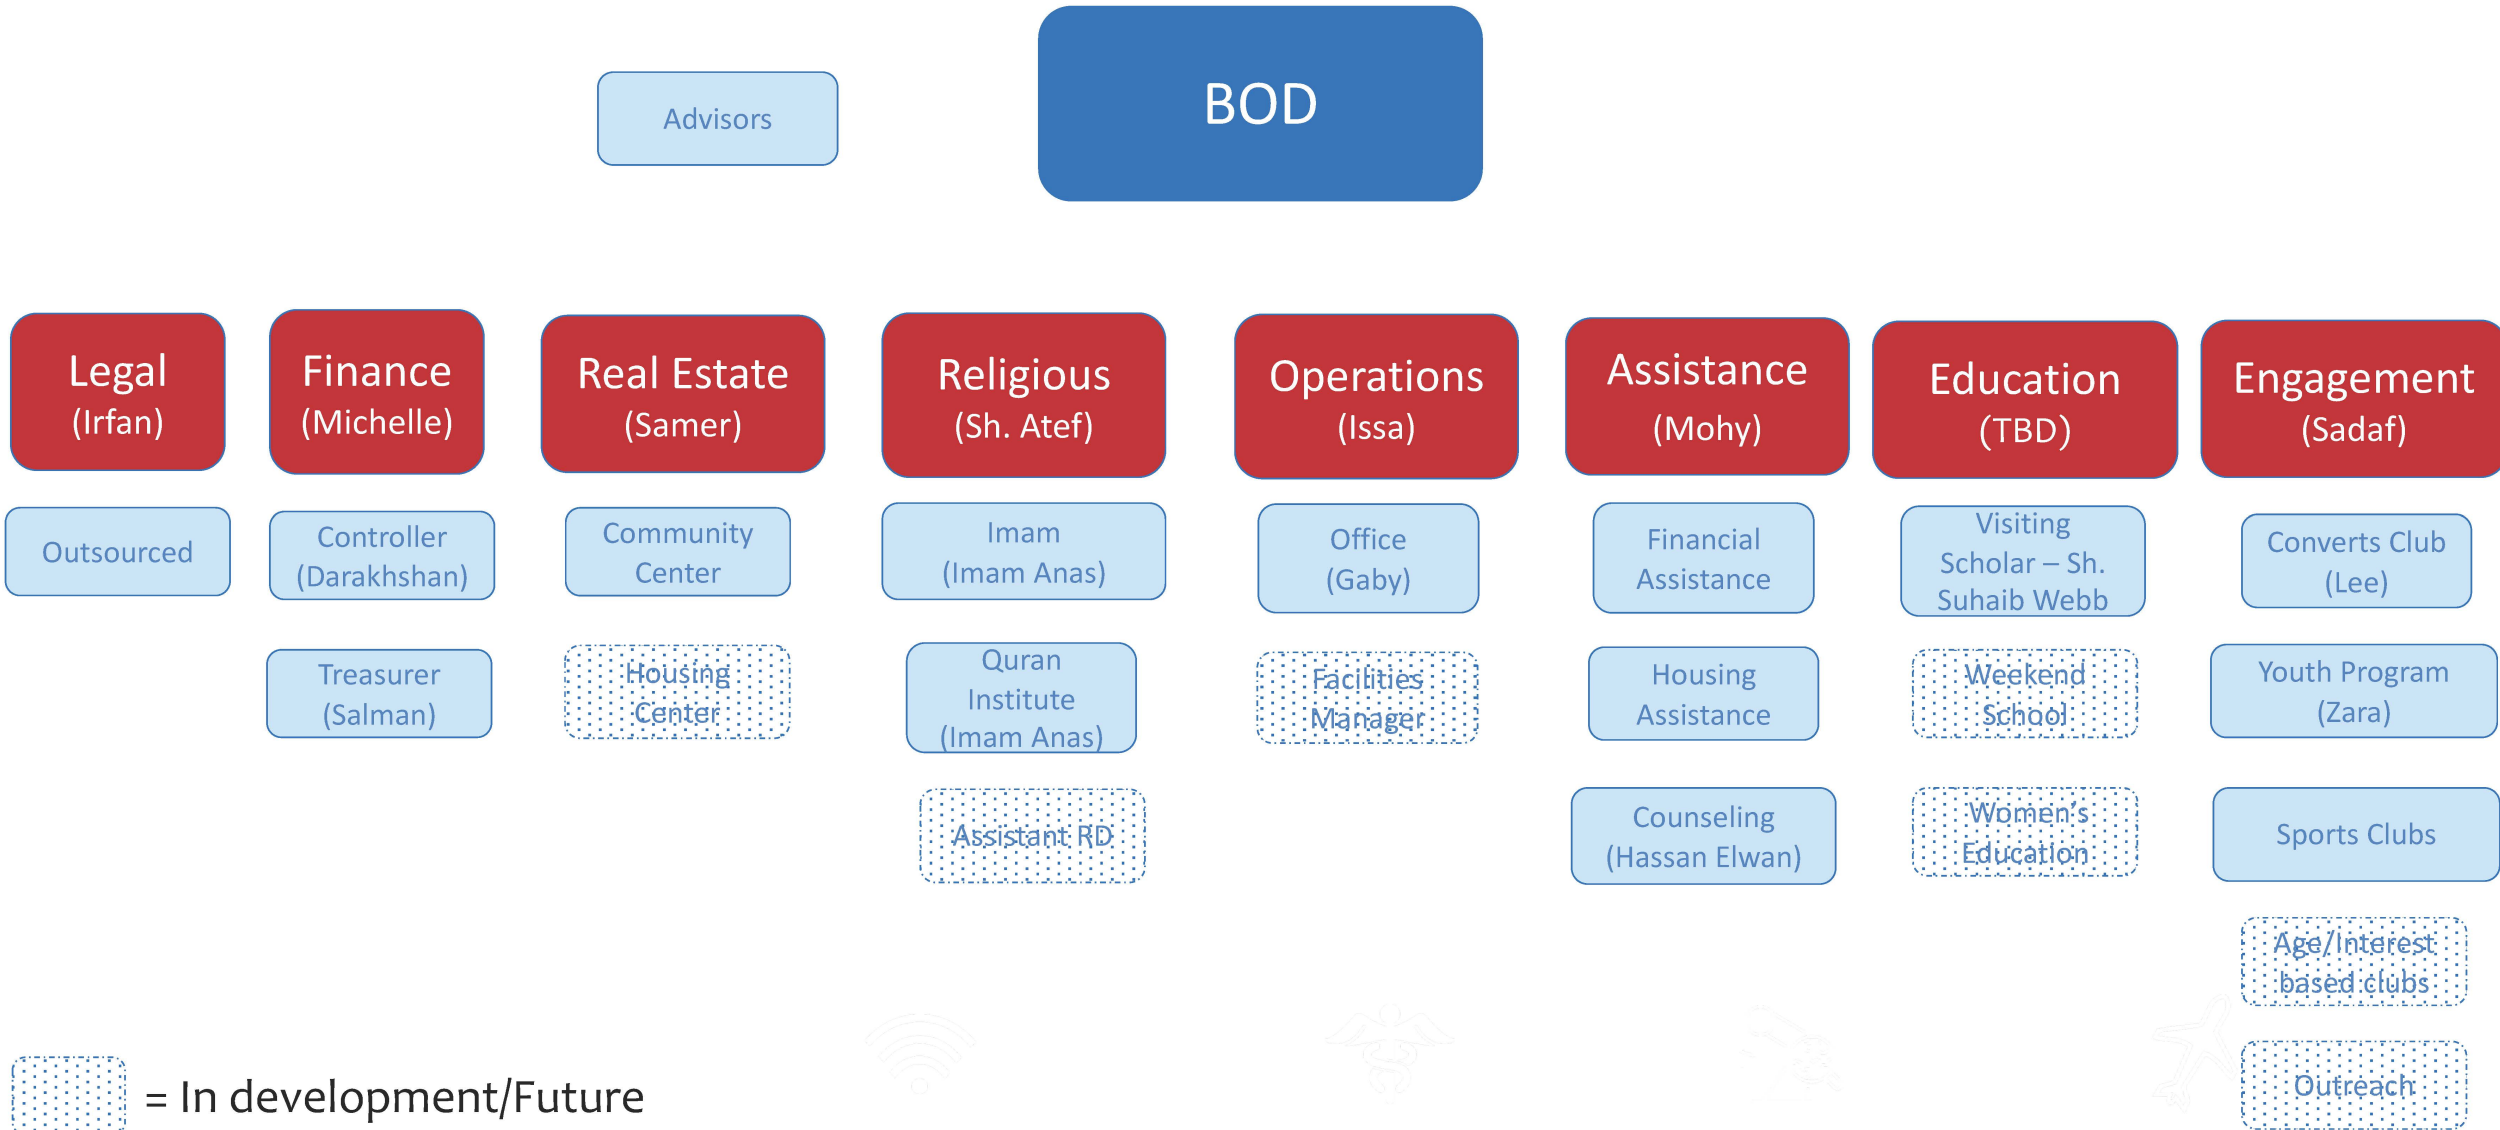 BOD
Advisors
Legal
(Irfan)
Outsourced
Finance
(Michelle)
Controller
(Darakhshan)
Treasurer
(Salman)
Real Estate
(Samer)
Community
Center
Housing
Center
Religious
(Sh. Atef)
Imam
(Imam Anas)
Quran
Institute
(Imam Anas)
Assistant RD
Operations
(Issa)
Office
(Gaby)
Facilities
Manager
Assistance
(Mohy)
Financial
Assistance
Housing
Assistance
Counseling
(Hassan Elwan)
Education
(TBD)
Visiting
Scholar – Sh.
Suhaib Webb
Weekend
School
Women's
Education
Engagement
(Sadaf)
Converts Club
(Lee)
Youth Program
(Zara)
Sports Clubs
Age/Interest
based clubs
Outreach
= In development/Future